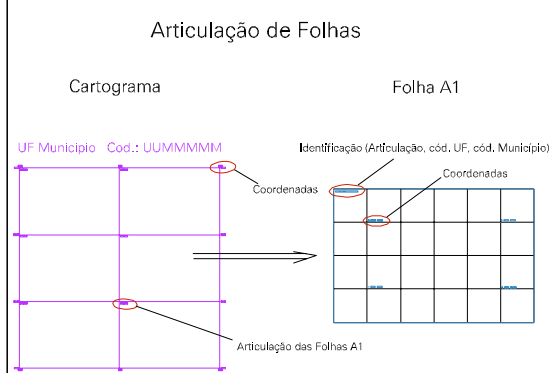 Articulação de Folhas
Cartograma
Folha A1
UF Municipio Cod.: UUMMMMM
Identificação (Articulação, cód. UF, cód. Município)
Coordenadas
Coordenadas
Articulação das Folhas A1